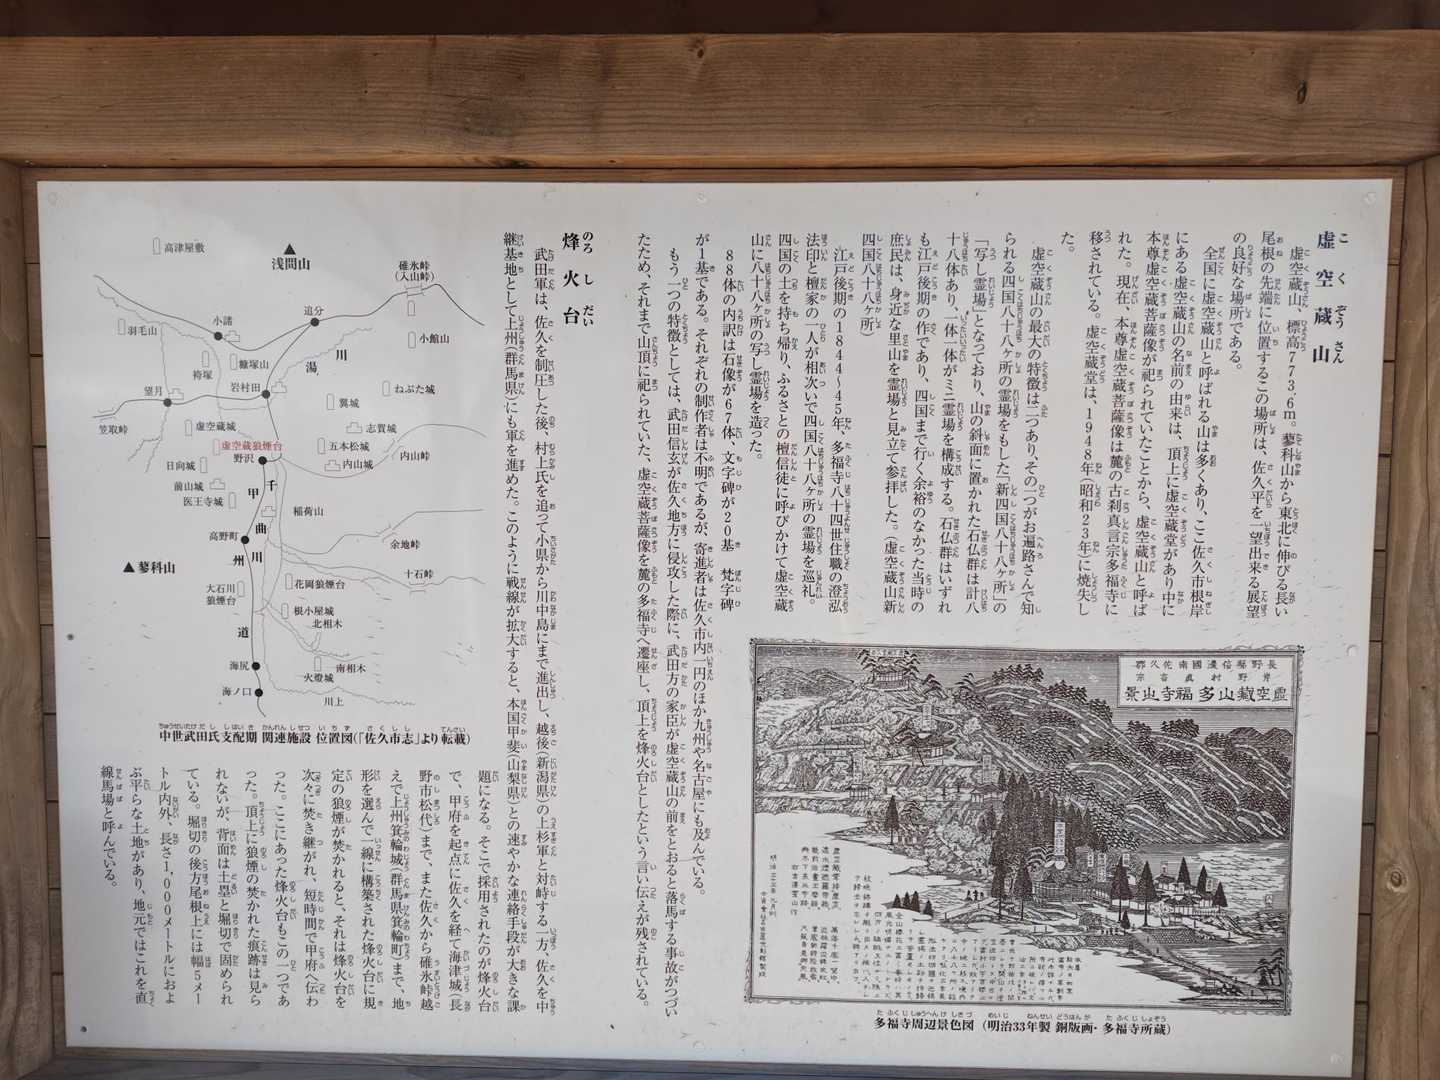 虚空蔵山
虚空蔵山、標高773.6m。蓼科山から東北に伸びる長い
尾根の先端に位置するこの場所は、佐久平を一望出来る展望
の良好な場所である。
全国に虚空蔵山と呼ばれる山は多くあり、ここ佐久市根岸
にある虚空蔵山の名前の由来は、頂上に虚空蔵堂があり中に
本尊虚空蔵菩薩像が祀られていたことから、虚空蔵山と呼ば
れた。現在、本尊虚空蔵菩薩像は麓の古刹真言宗多福寺に
移されている。虚空蔵堂は、1948年(昭和23年)に焼失し
た。
虚空蔵山の最大の特徴は二つあり、その一つがお遍路さんで知
られる四国八十八ヶ所の霊場をもした「新四国八十八ヶ所」の
「写し霊場」となっており、山の斜面に置かれた石仏群は計八
十八体あり、一体一体がミニ霊場を構成する。石仏群はいずれ
も江戸後期の作であり、四国まで行く余裕のなかった当時の
庶民は、身近な里山を霊場と見立て参拝した。(虚空蔵山新
四国八十八ヶ所)
江戸後期の1844〜45年、多福寺八十四世住職の澄弘
法印と檀家の一人が相次いで四国八十八ヶ所の霊場を巡礼。
四国の土を持ち帰り、ふるさとの檀信徒に呼びかけて虚空蔵
山に八十八ヶ所の写し霊場を造った。
88体の内訳は石像が67体、文字碑が20基 梵字碑
が1基である。それぞれの制作者は不明であるが、寄進者は佐久市内一円のほか九州や名古屋にも及んでいる。
もう一つの特徴としては、武田信玄が佐久地方に侵攻した際に、武田方の家臣が虚空蔵山の前をとおると落馬する事故がつづい
たため、それまで山頂に祀られていた、虚空蔵菩薩像を麓の多福寺へ遷座し、頂上を烽火台としたという言い伝えが残されている。
烽火台
武田軍は、佐久を制圧した後、村上氏を追って小県から川中島にまで進出し、越後(新潟県)の上杉軍と対峙する一方、佐久を中
継基地として上州(群馬県)にも軍を進めた。このように戦線が拡大すると、本国甲斐(山梨県)との速やかな連絡手段が大きな課
題になる。そこで採用されたのが烽火台
で、甲府を起点に佐久を経て海津城(長
野市松代)まで、また佐久から碓氷峠越
えで上州箕輪城(群馬県箕輪町)まで、地
形を選んで一線に構築された烽火台に規
定の狼煙が焚かれると、それは烽火台を
次々に焚き継がれ、短時間で甲府へ伝わ
った。ここにあった烽火台もこの一つであ
った。頂上に狼煙の焚かれた痕跡は見ら
れないが、背面は土塁と堀切で固められ
ている。堀切の後方尾根上には幅5メー
トル内外、長さ1,000メートルにおよ
ぶ平らな土地があり、地元ではこれを直
線馬場と呼んでいる。
高津屋敷
浅間山
碓氷峠
(入山峠)
追分
小諸
羽毛山
糠塚山
袴塚
小館山
湯川
岩村田
望月
ねぶた城
翼城
笠取峠
虚空蔵城
志賀城
虚空蔵狼煙台
五本松城
野沢
内山城
内山峠
日向城
前山城
医王寺城
千曲川
甲州道
稲荷山
高野町
余地峠
十石峠
蓼科山
大石川
狼煙台
花岡狼煙台
根小屋城
北相木
海尻
南相木
火燈城
海ノ口
川上
中世武田氏支配期 関連施設 位置図(「佐久市志」より転載)
長野縣信濃國南佐久郡
岸野村 真言宗
虚空藏山多福寺出景
多福寺周辺景色図 (明治33年製 銅版画・多福寺所蔵)